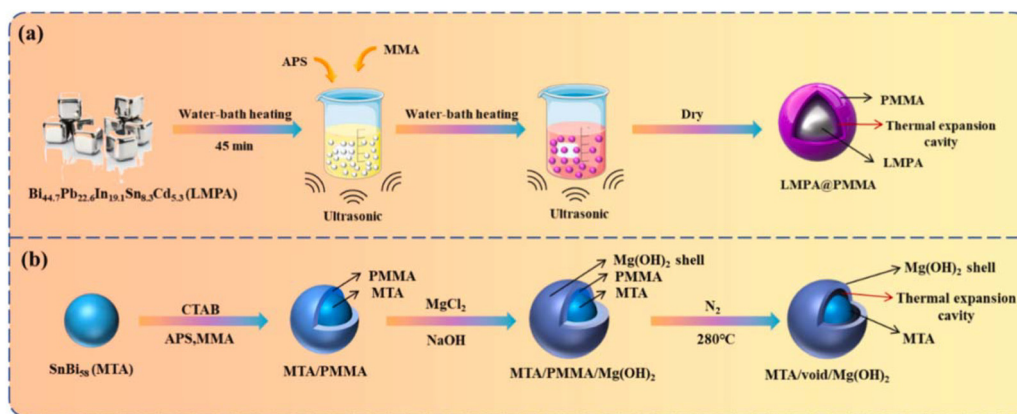 (a)
APS
MMA
Water-bath heating
45 min
Water-bath heating
Dry
PMMA
Thermal expansion
cavity
LMPA
Bi44.7Pb22.6In19.1Sn8.3Cd5.3(LMPA)
Ultrasonic
Ultrasonic
LMPA@PMMA
(b)
CTAB
APS,MMA
PMMA
MTA
MgCl2
NaOH
Mg(OH)2 shell
PMMA
MTA
N2
280℃
Mg(OH)2 shell
Thermal expansion
cavity
MTA
SnBi58(MTA)
MTA/PMMA
MTA/PMMA/Mg(OH)2
MTA/void/Mg(OH)2